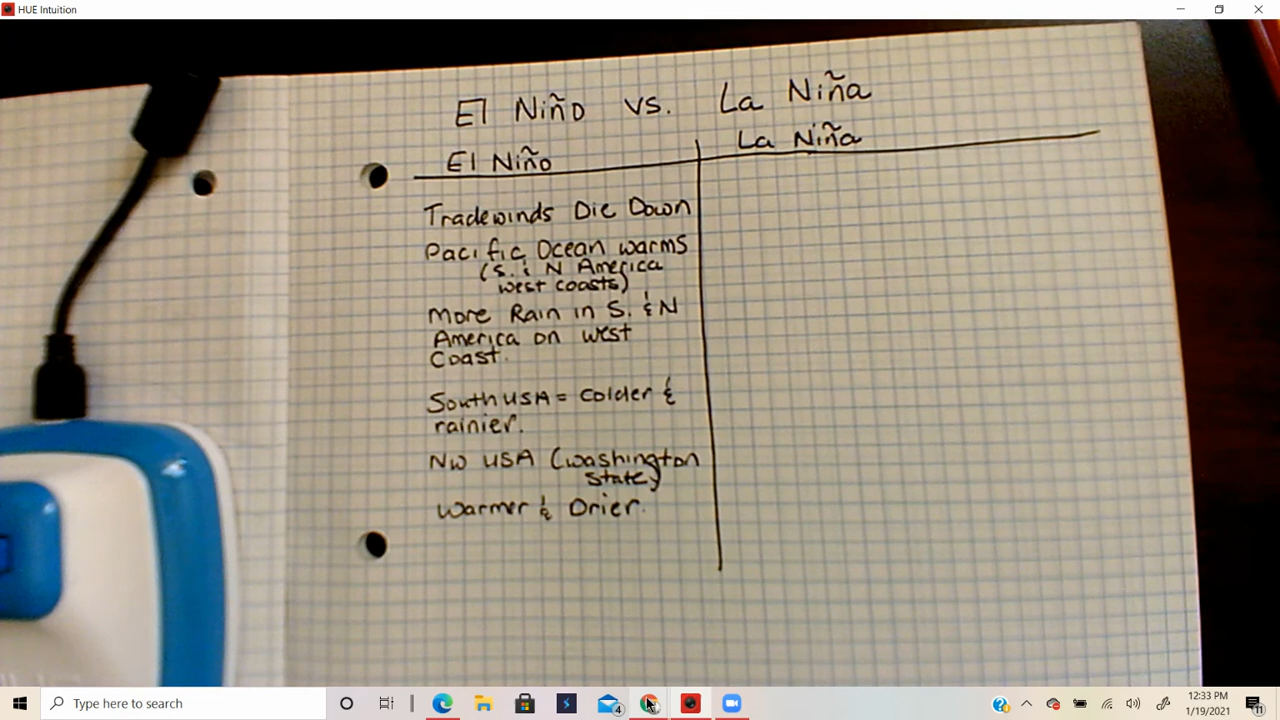 HUE Intuition
El Niño vs. La Niña
El Niño
La Niña
Tradewinds Die Down
Pacific Ocean warms
(S. & N America
west coasts)
More Rain in S. & N
America on west
Coast.
South USA = Colder &
rainier.
NW USA (Washington
State)
Warmer & Drier.
Type here to search
4
12:33 PM
1/19/2021
11